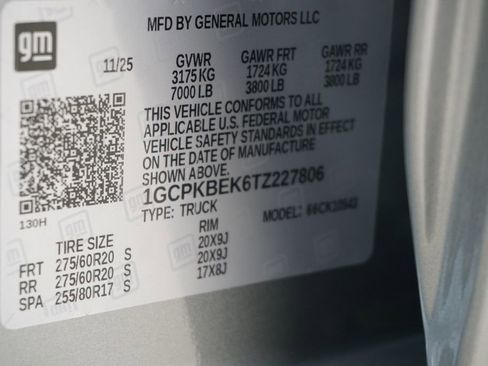 gm
MFD BY GENERAL MOTORS LLC
11/25
GVWR GAWR FRT GAWR RR
3175 KG 1724 KG 1724 KG
7000 LB 3800 LB 3800 LB
THIS VEHICLE CONFORMS TO ALL
APPLICABLE U.S. FEDERAL MOTOR
VEHICLE SAFETY STANDARDS IN EFFECT
ON THE DATE OF MANUFACTURE
SHOWN ABOVE.
1GCPKBEK6TZ227806
TYPE: TRUCK MODEL:
130H
TIRE SIZE RIM
FRT 275/60R20 S 20X9J
RR 275/60R20 S 20X9J
SPA 255/80R17 S 17X8J